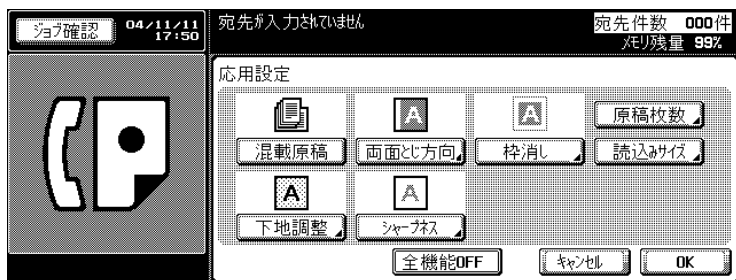 ジョブ確認
04/11/11
17:50
宛先が入力されていません
宛先件数 000件
メモリ残量 99%
応用設定
A A
混載原稿 両面とじ方向 枠消し 原稿枚数
読込みサイズ
A A
下地調整 シャープネス
全機能OFF キャンセル OK